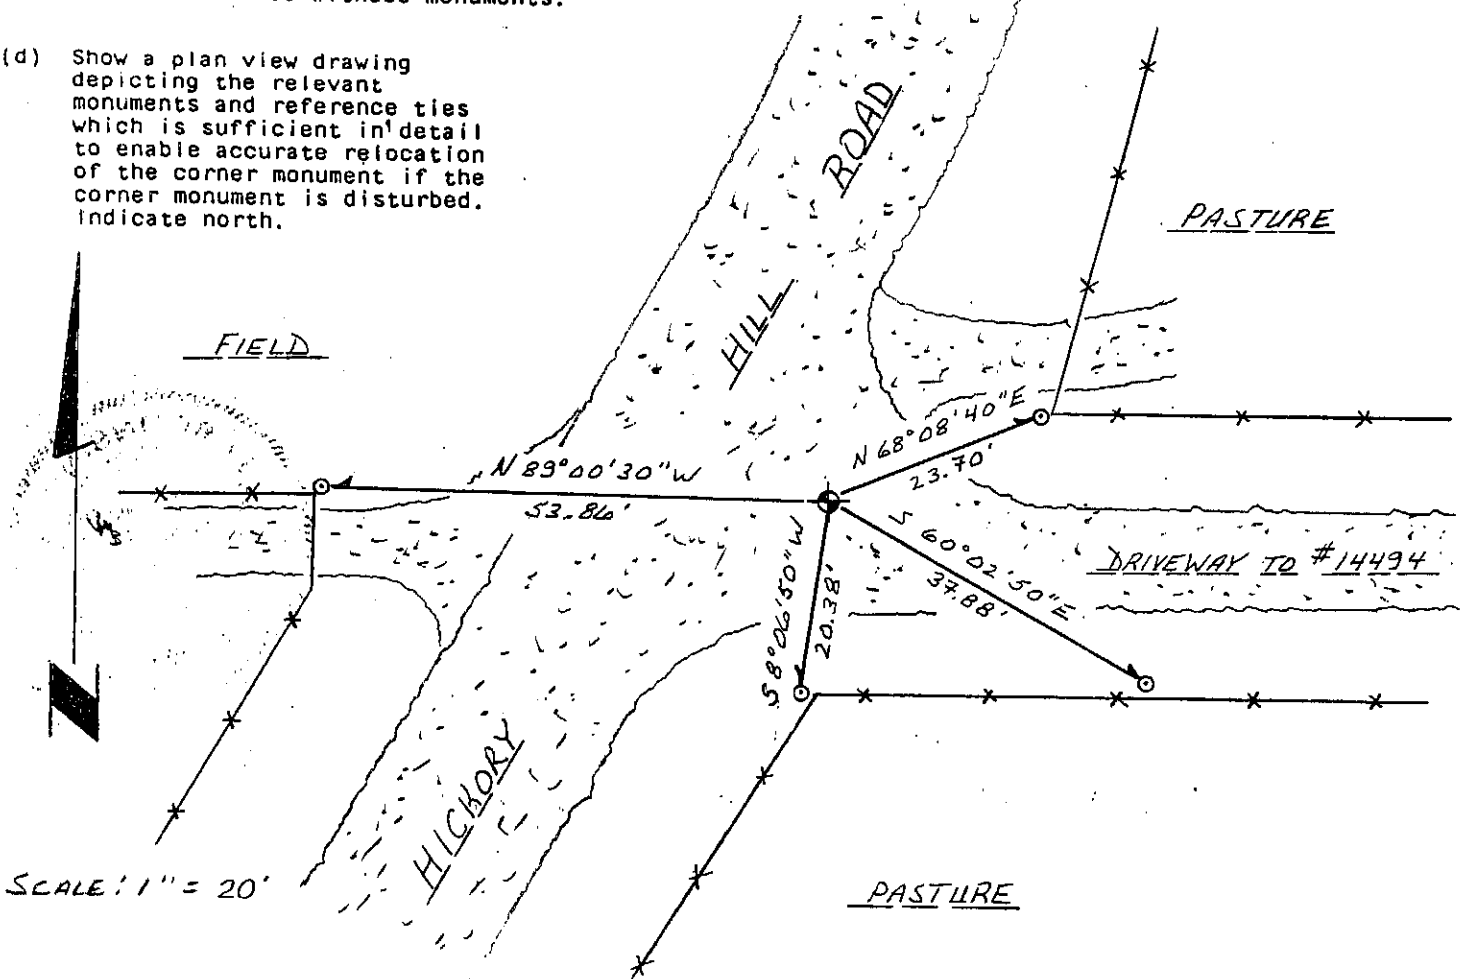 monuments.
(d) Show a plan view drawing
depicting the relevant
monuments and reference ties
which is sufficient in detail
to enable accurate relocation
of the corner monument if the
corner monument is disturbed.
Indicate north.
ROAD
PASTURE
HILL
FIELD
N 68°08'40"E
23.70'
N 89°00'30"W
53.86'
S 8°06'50"W
20.38'
60°02'50"E
37.88'
DRIVEWAY TO #14494
HICKORY
SCALE: 1" = 20'
PASTURE
N